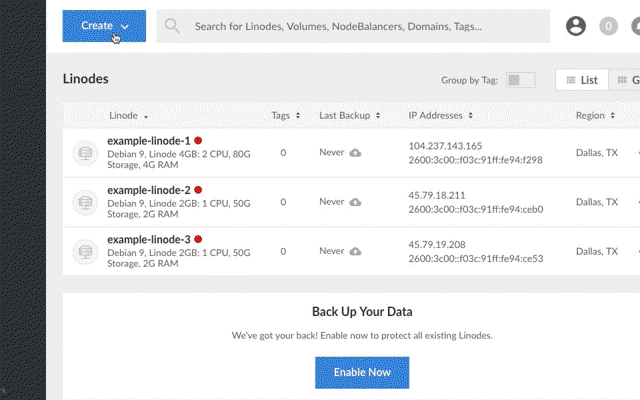 Create
Search for Linodes, Volumes, NodeBalancers, Domains, Tags...
0
Linodes
Group by Tag:
List
G
Linode
Tags
Last Backup
IP Addresses
Region
example-linode-1
Debian 9, Linode 4GB: 2 CPU, 80G
Storage, 4G RAM
0
Never
104.237.143.165
2600:3c00::f03c:91ff:fe94:f298
Dallas, TX
example-linode-2
Debian 9, Linode 2GB: 1 CPU, 50G
Storage, 2G RAM
0
Never
45.79.18.211
2600:3c00::f03c:91ff:fe94:ceb0
Dallas, TX
example-linode-3
Debian 9, Linode 2GB: 1 CPU, 50G
Storage, 2G RAM
0
Never
45.79.19.208
2600:3c00::f03c:91ff:fe94:ce53
Dallas, TX
Back Up Your Data
We've got your back! Enable now to protect all existing Linodes.
Enable Now